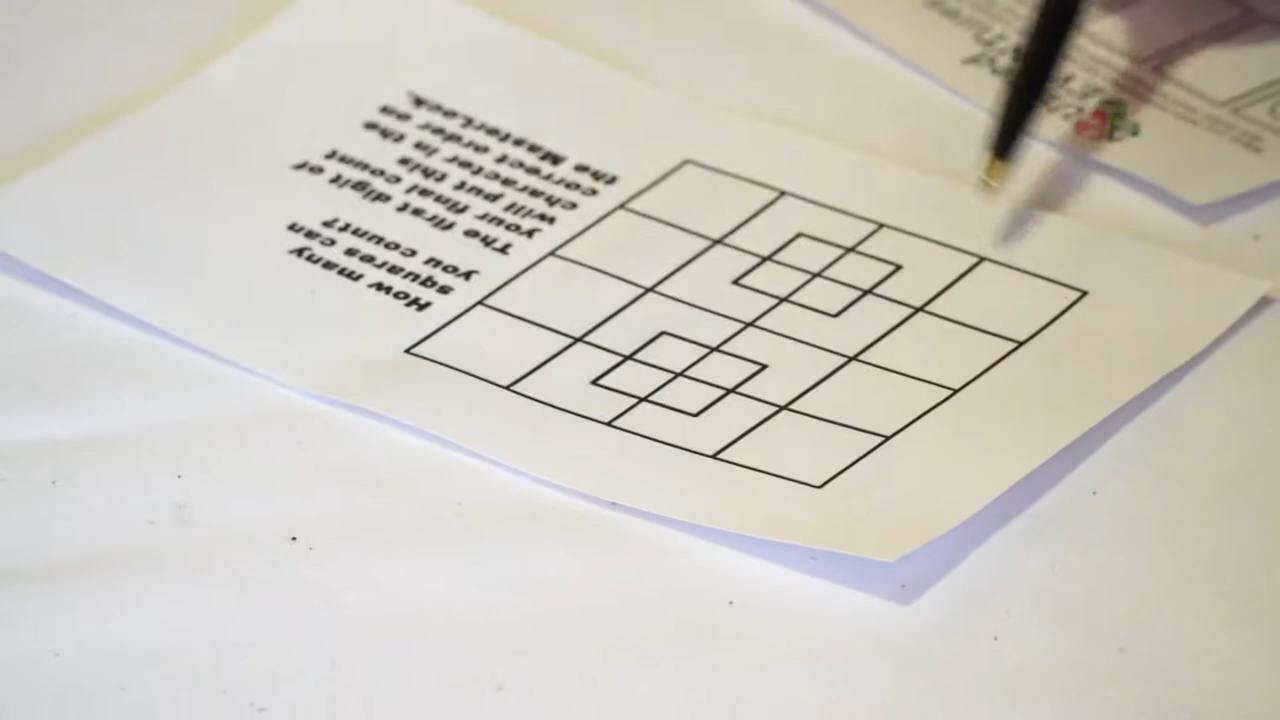 How many
squares can
you count?
The first digit of
your final count
will put this
character in the
correct order on
the MasterLock.